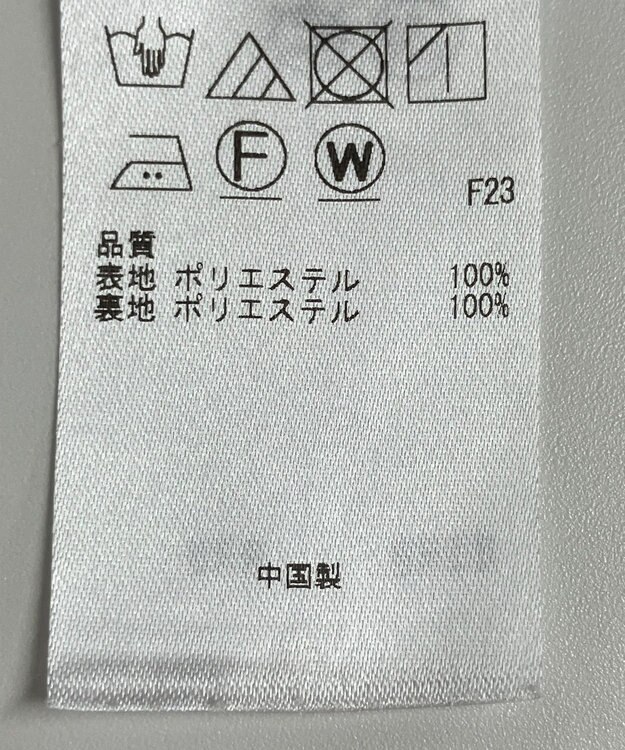 F W
F23
品質
表地 ポリエステル 100%
裏地 ポリエステル 100%
中国製